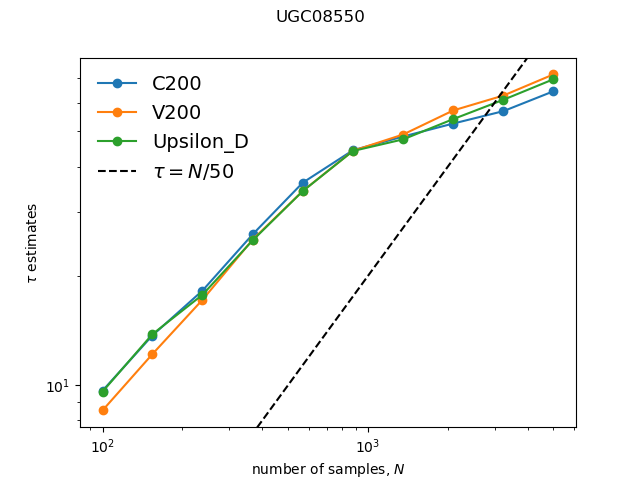 UGC08550
C200
V200
Upsilon_D
τ = N/50
τ estimates
10¹
10²
10³
number of samples, N